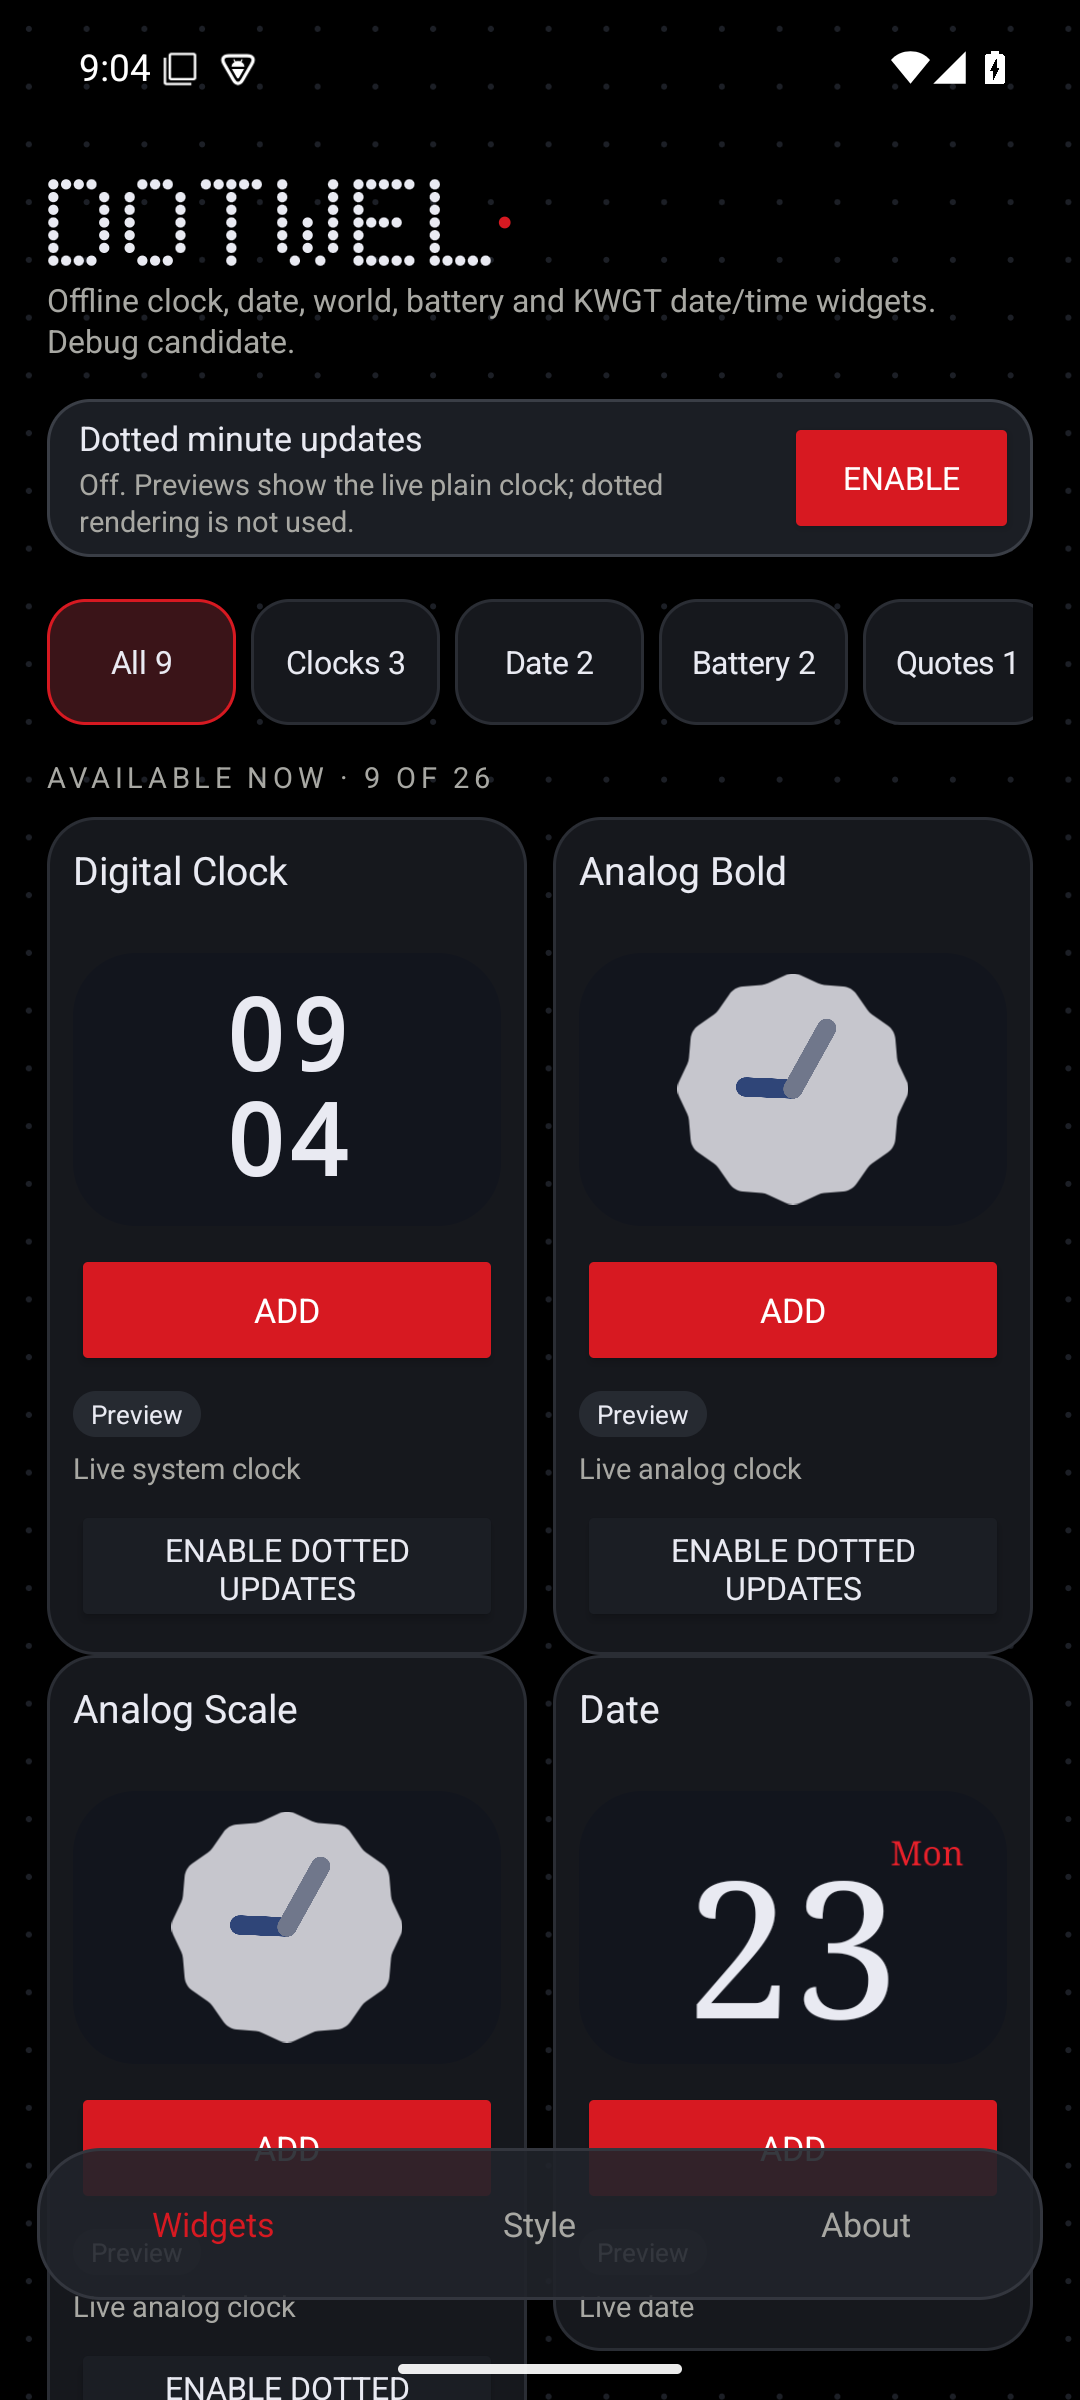 9:04
DOTWEL.
Offline clock, date, world, battery and KWGT date/time widgets.
Debug candidate.
Dotted minute updates
Off. Previews show the live plain clock; dotted
rendering is not used.
ENABLE
All 9
Clocks 3
Date 2
Battery 2
Quotes 1
AVAILABLE NOW · 9 OF 26
Digital Clock
Analog Bold
09
04
ADD
ADD
Preview
Preview
Live system clock
Live analog clock
ENABLE DOTTED
UPDATES
ENABLE DOTTED
UPDATES
Analog Scale
Date
Mon
23
ADD
ADD
Widgets
Style
About
Preview
Preview
Live analog clock
Live date
ENABLE DOTTED